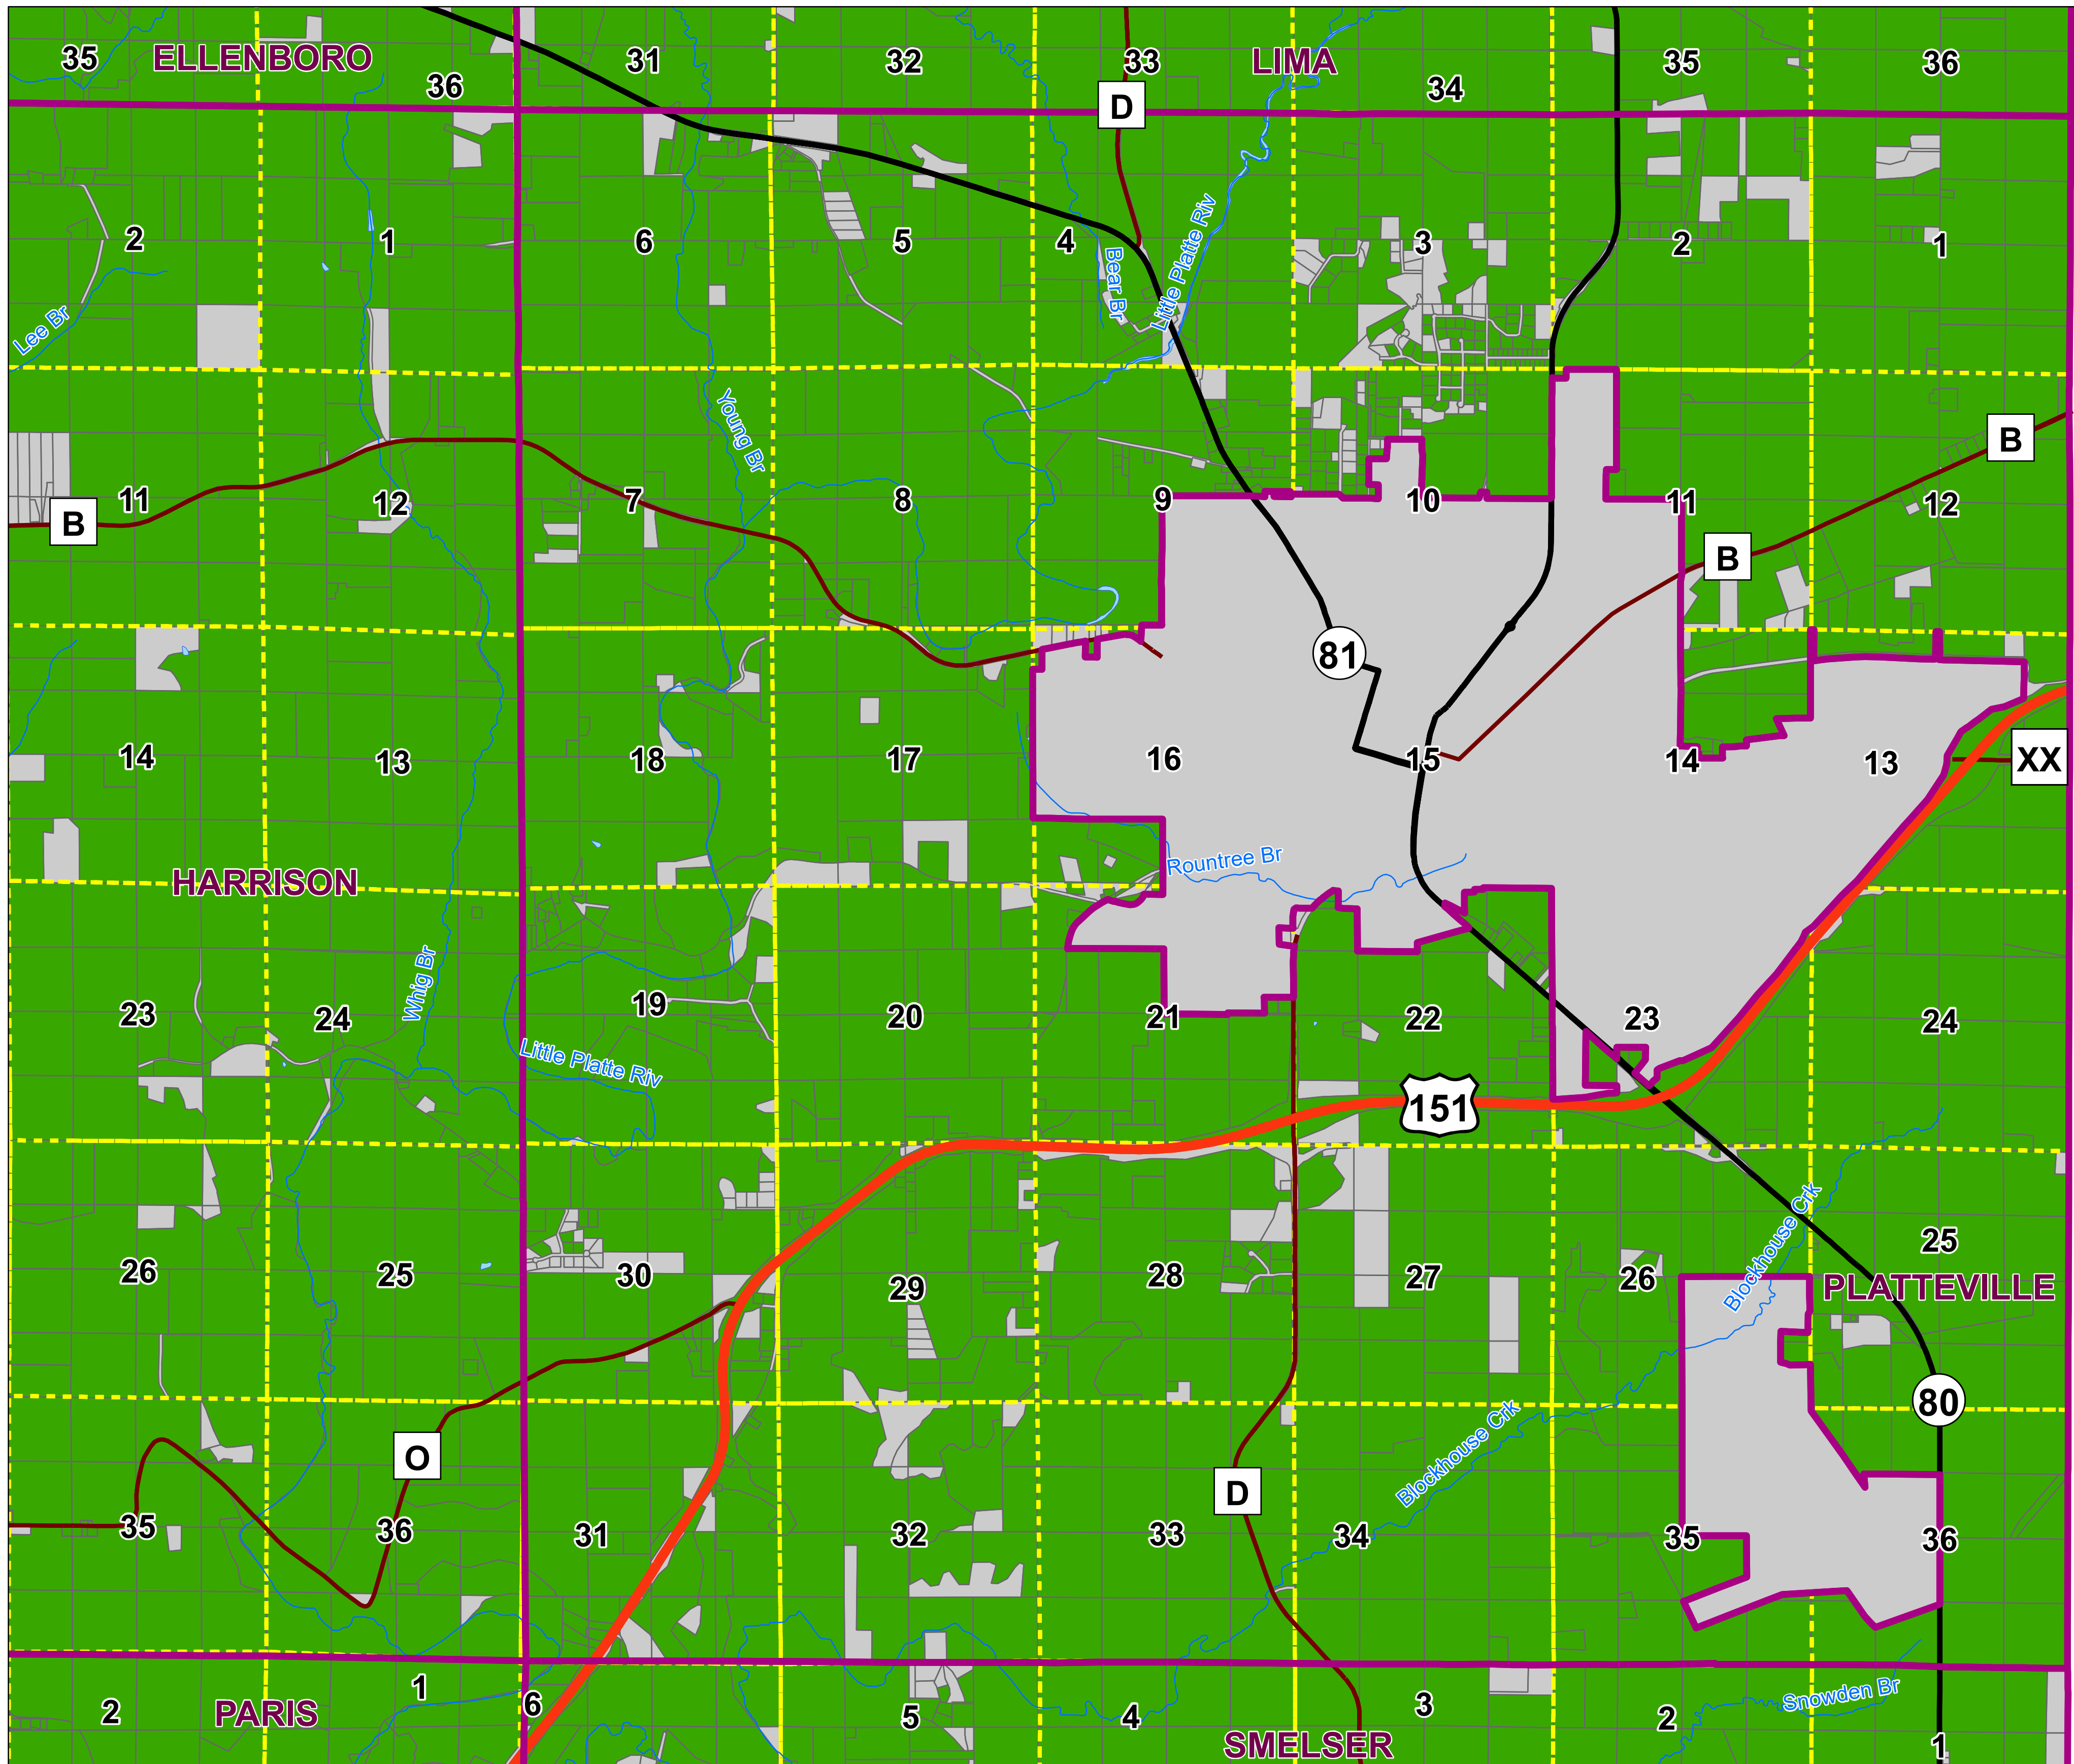 35
ELLENBORO
36
31
32
33
LIMA
34
35
36
D
2
1
6
5
4
3
2
1
Bear Br
Little Platte Riv
Lee Br
Young Br
B
11
12
7
8
9
10
11
12
B
B
81
14
13
18
17
16
15
14
13
XX
Rountree Br
HARRISON
Whig Br
23
24
19
20
21
22
23
24
Little Platte Riv
151
Blockhouse Crk
26
25
30
29
28
27
26
25
PLATTEVILLE
80
Blockhouse Crk
O
D
35
36
31
32
33
34
35
36
2
PARIS
1
6
5
4
SMELSER
3
2
Snowden Br
1